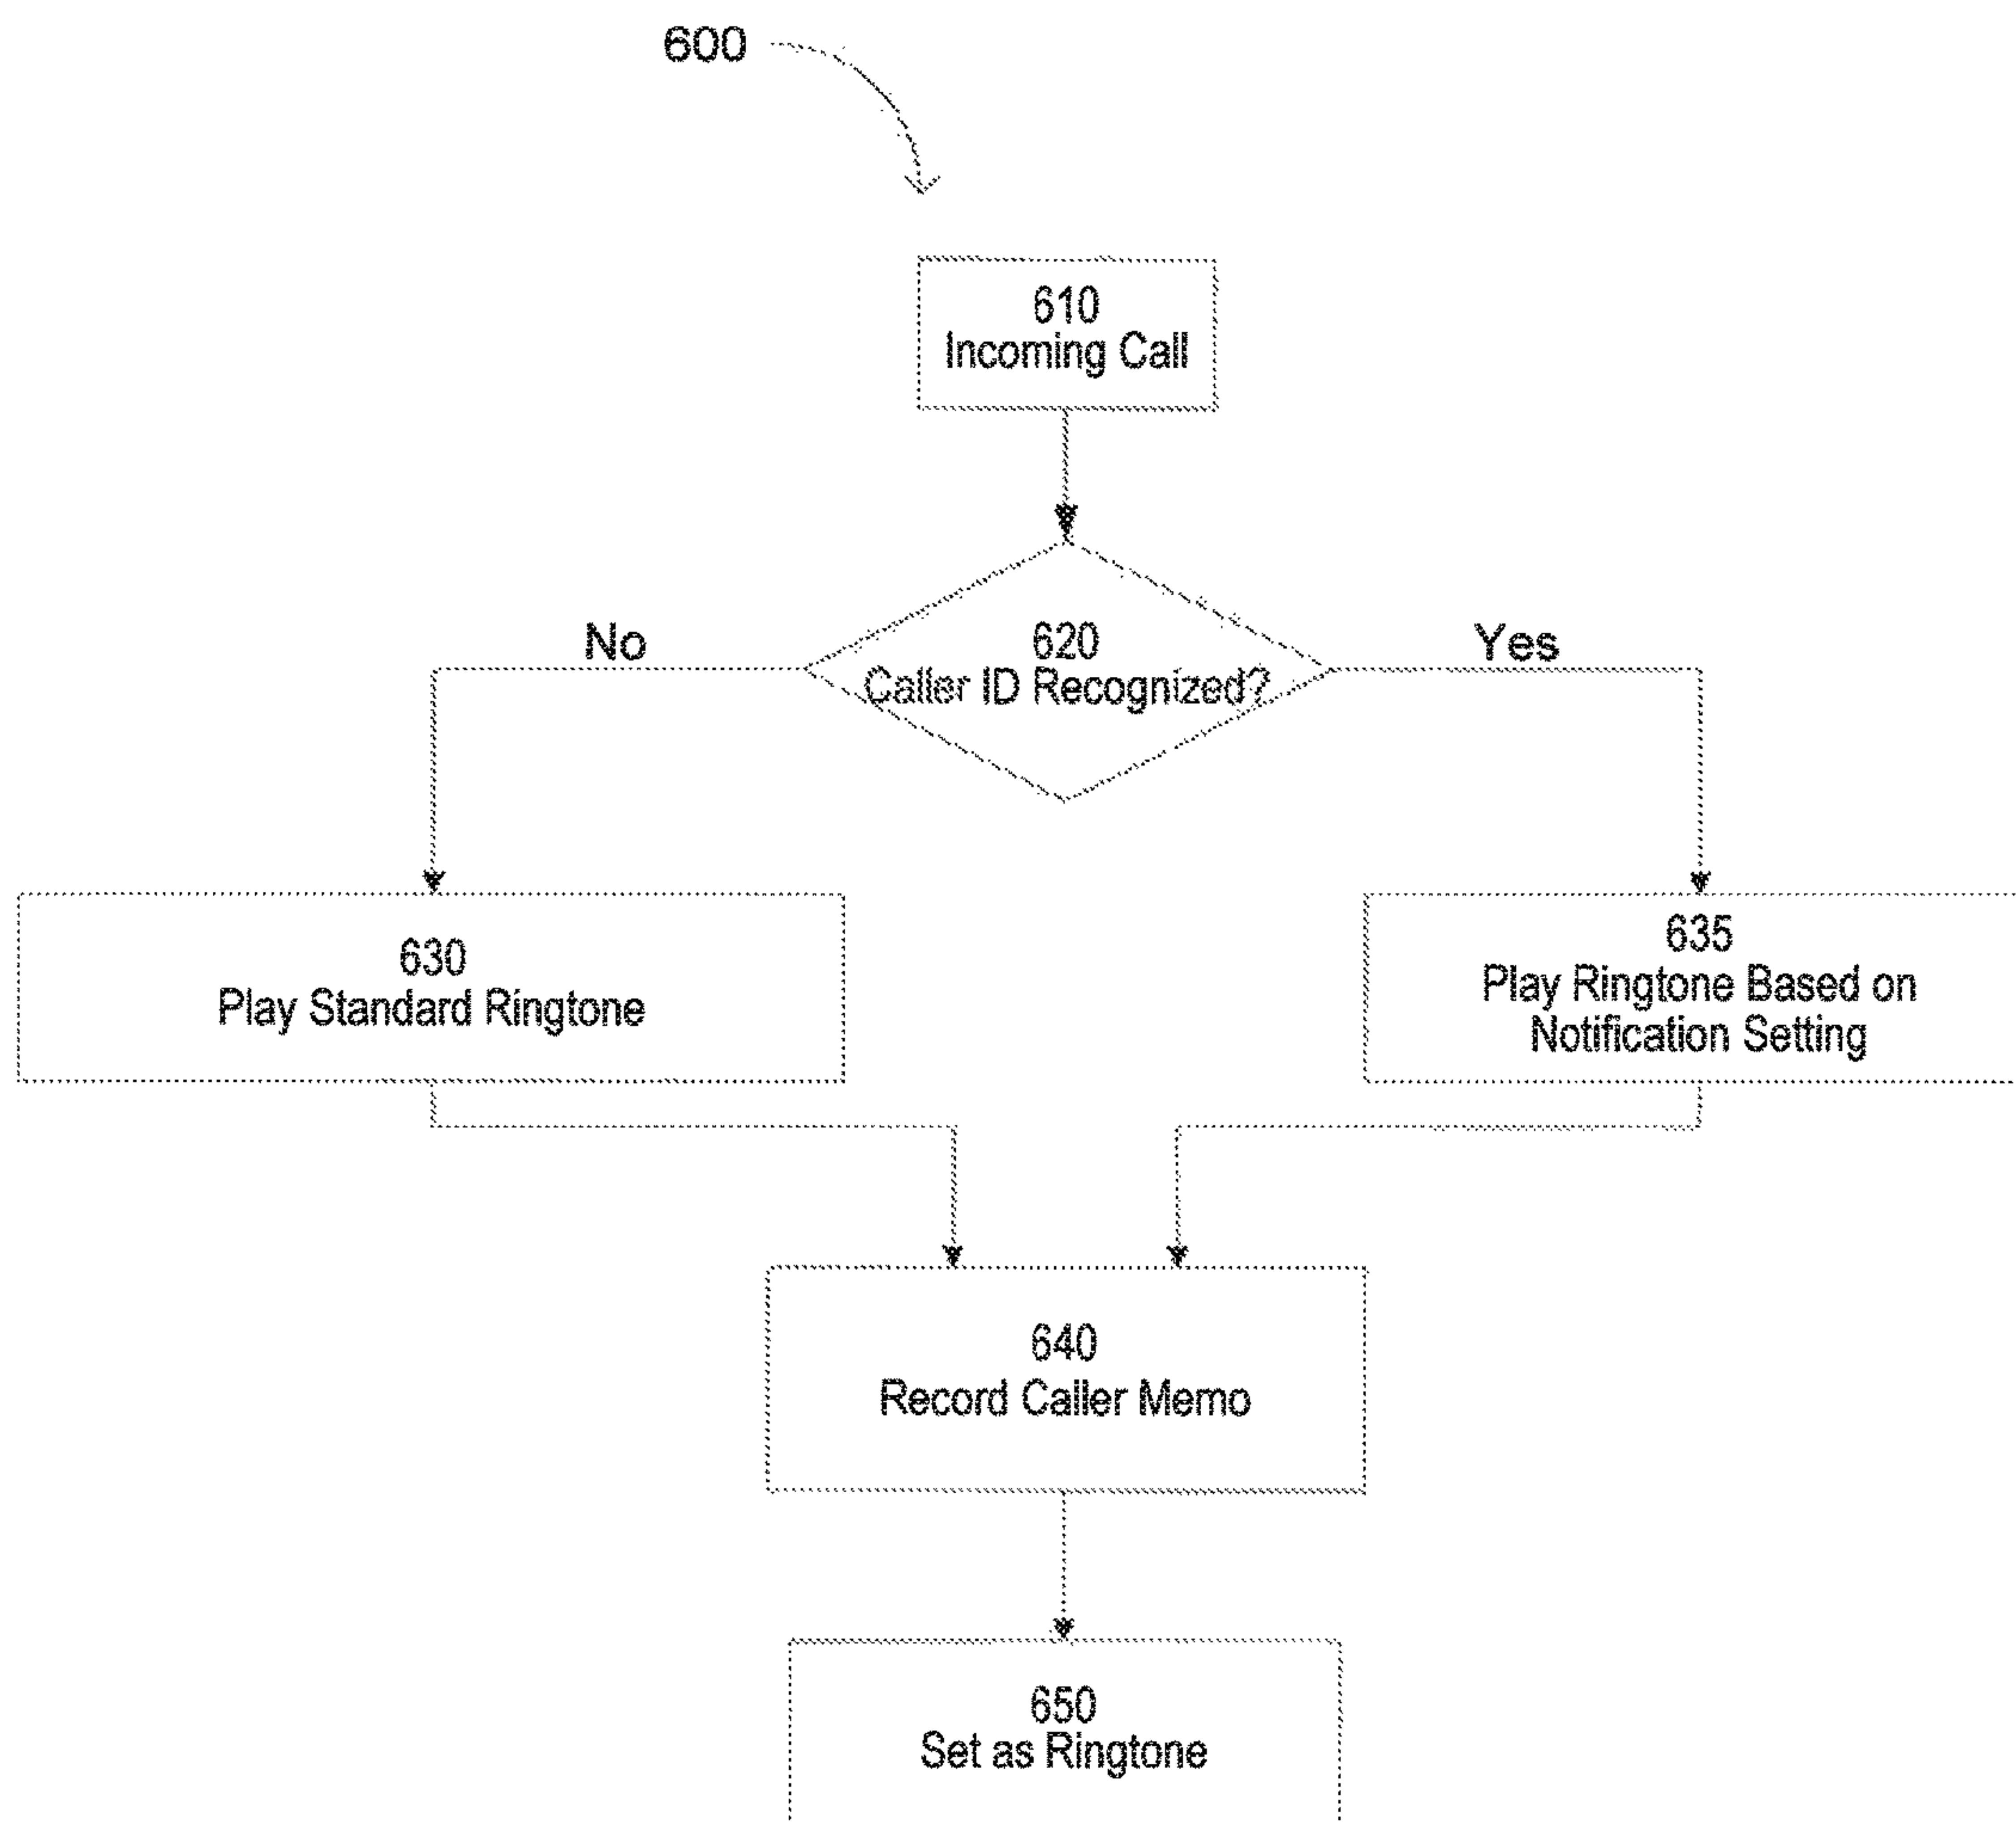 600
610
Incoming Call
No
620
Caller ID Recognized?
Yes
630
Play Standard Ringtone
635
Play Ringtone Based on
Notification Setting
640
Record Caller Memo
650
Set as Ringtone